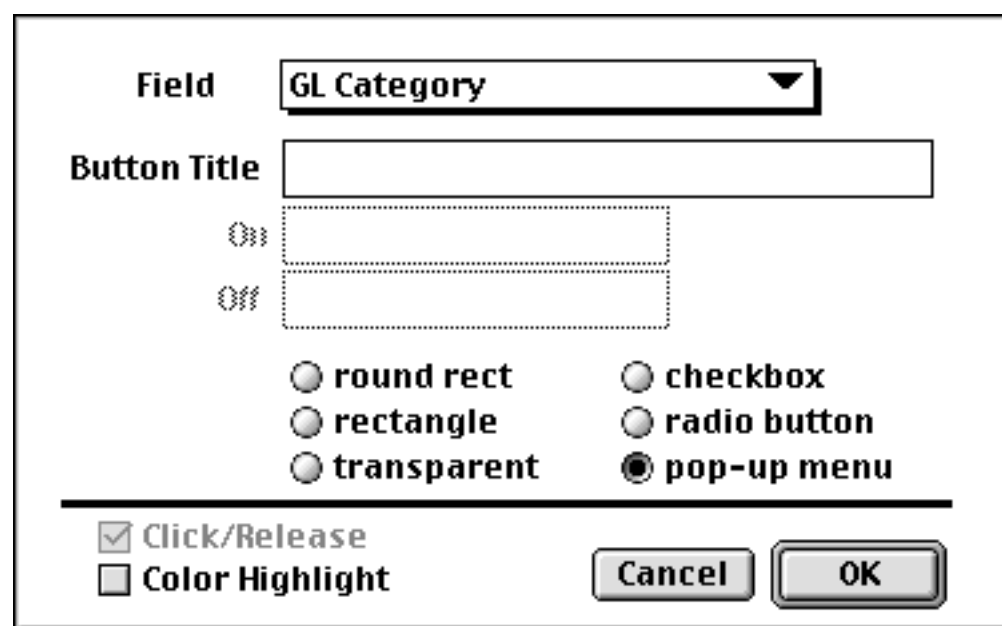 Field GL Category
Button Title
On
Off
round rect checkbox
rectangle radio button
transparent pop-up menu
Click/Release
Color Highlight Cancel OK